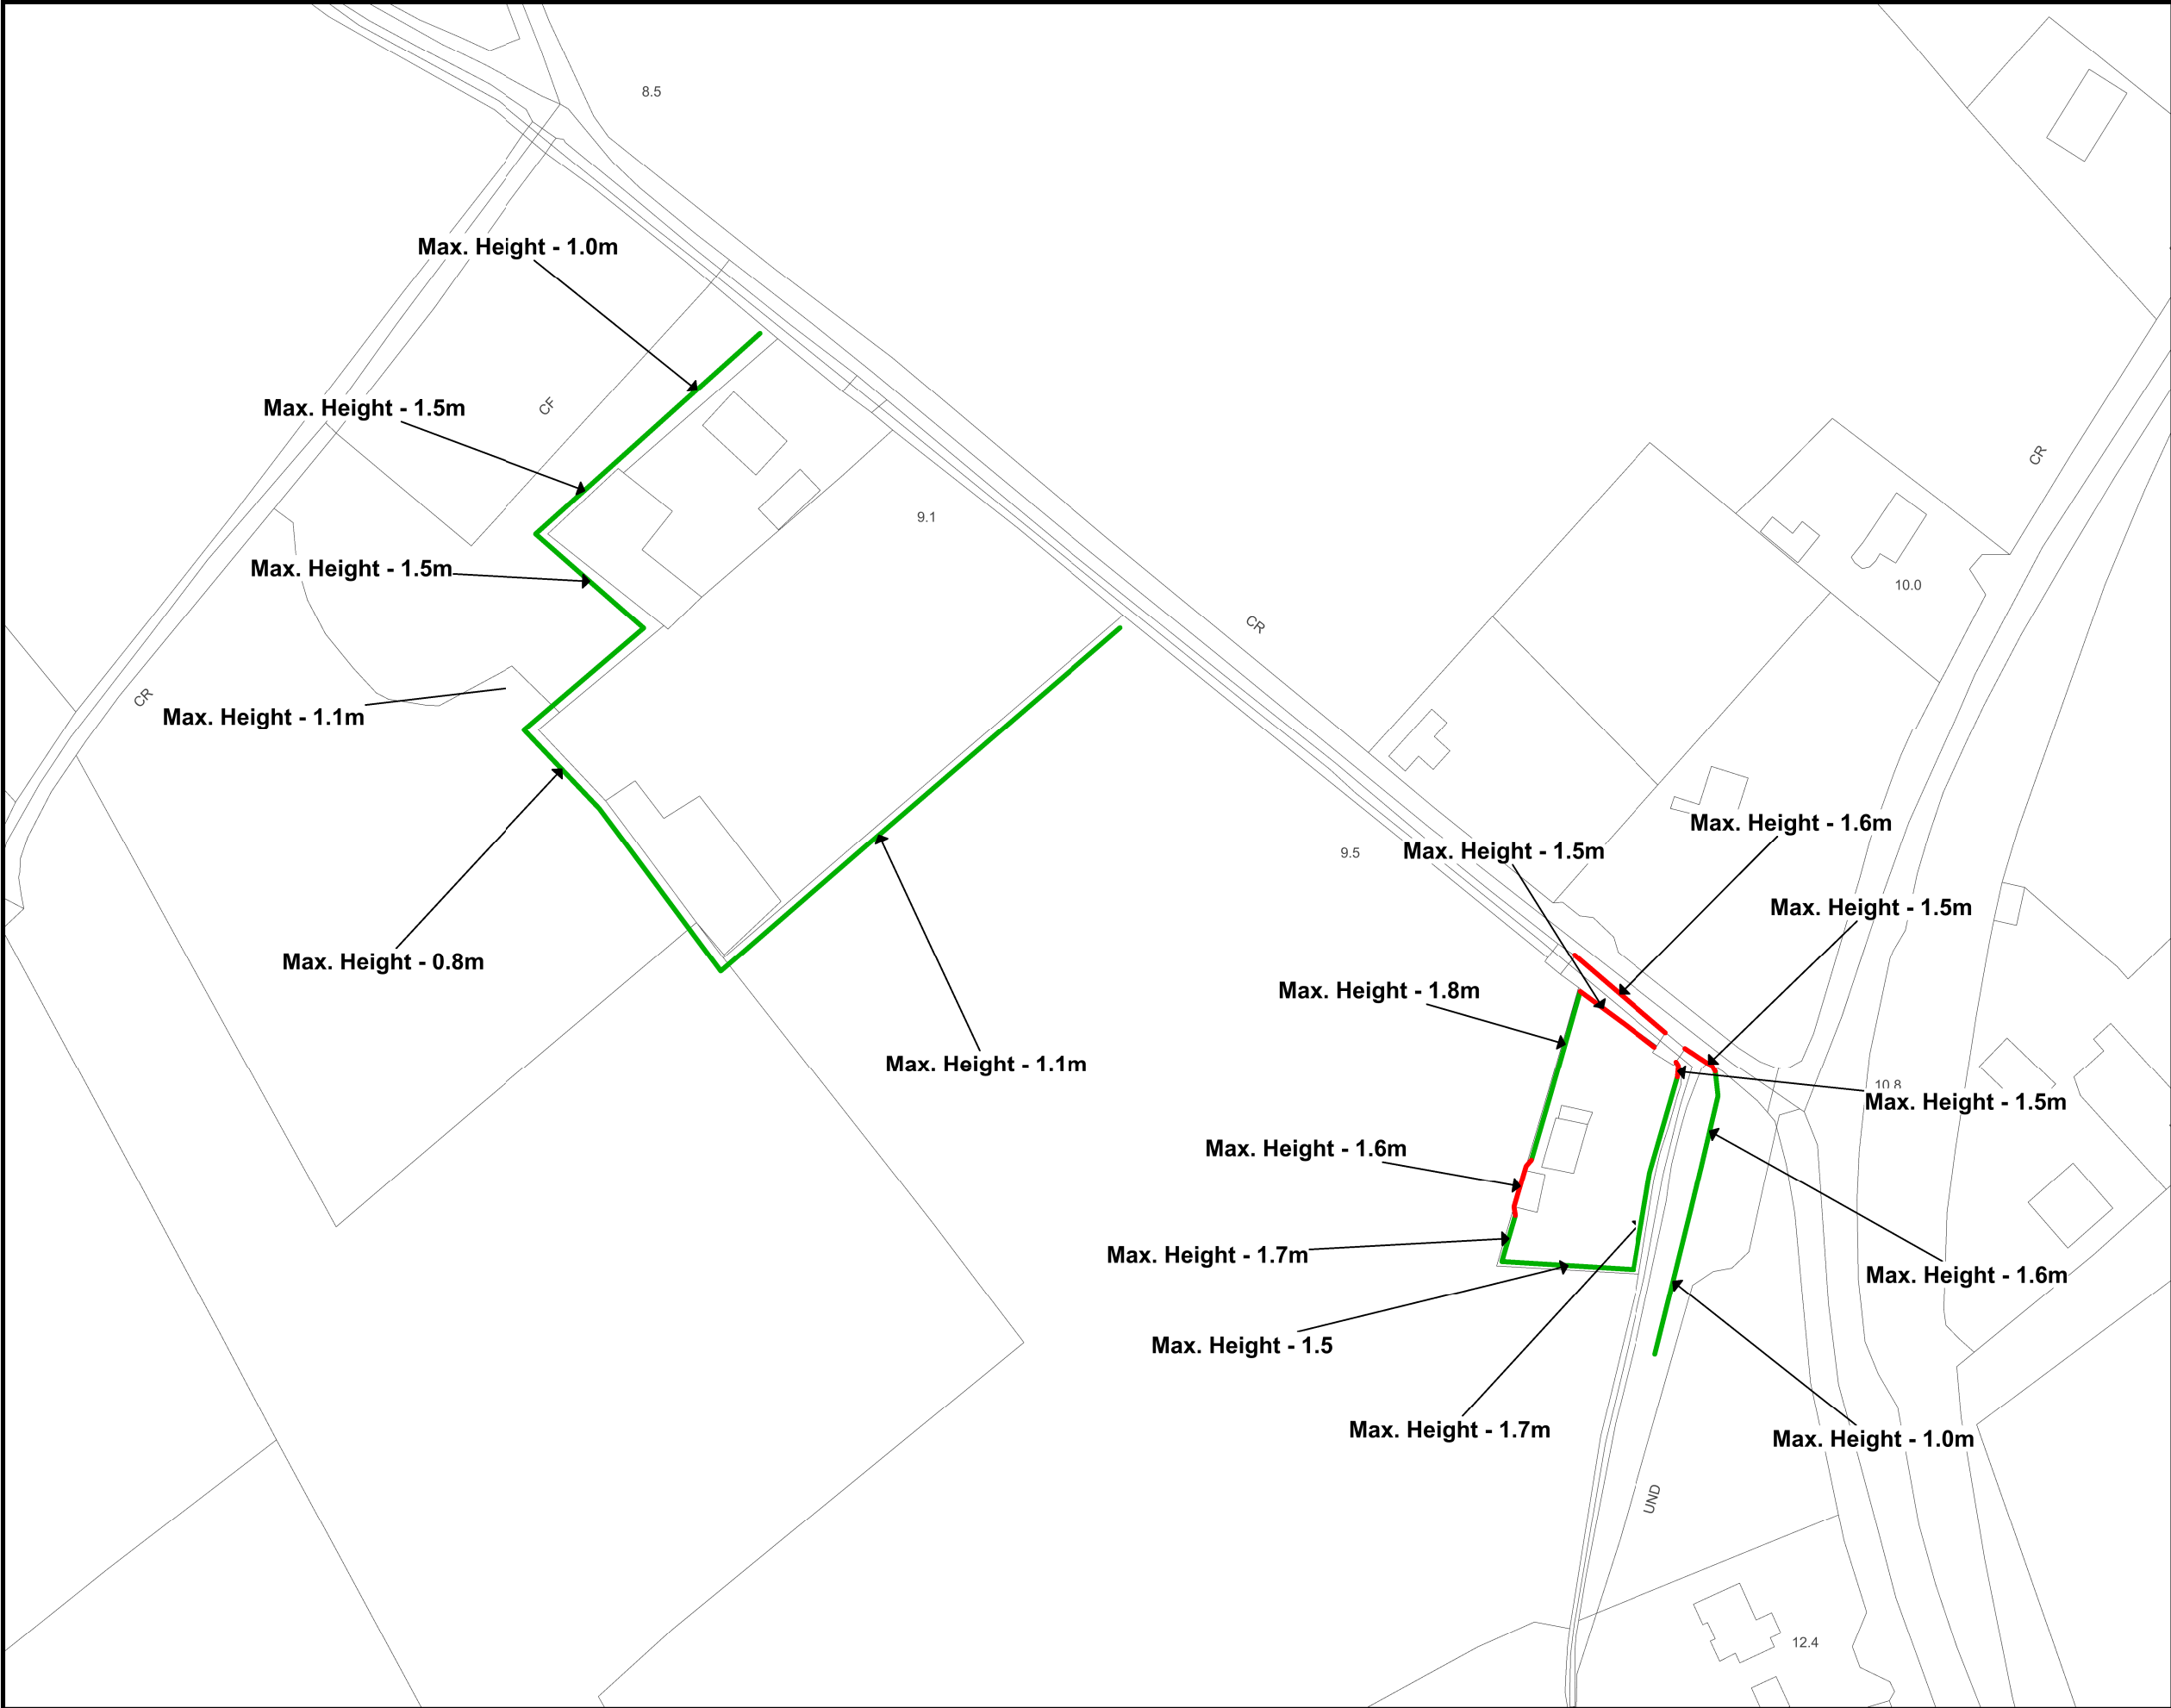 8.5
Max. Height - 1.0m
Max. Height - 1.5m
CF
CR
9.1
Max. Height - 1.5m
10.0
CR
CR
Max. Height - 1.1m
Max. Height - 1.6m
9.5
Max. Height - 1.5m
Max. Height - 1.5m
Max. Height - 0.8m
Max. Height - 1.8m
Max. Height - 1.1m
10.8
Max. Height - 1.5m
Max. Height - 1.6m
Max. Height - 1.7m
Max. Height - 1.6m
Max. Height - 1.5
Max. Height - 1.7m
Max. Height - 1.0m
UND
12.4